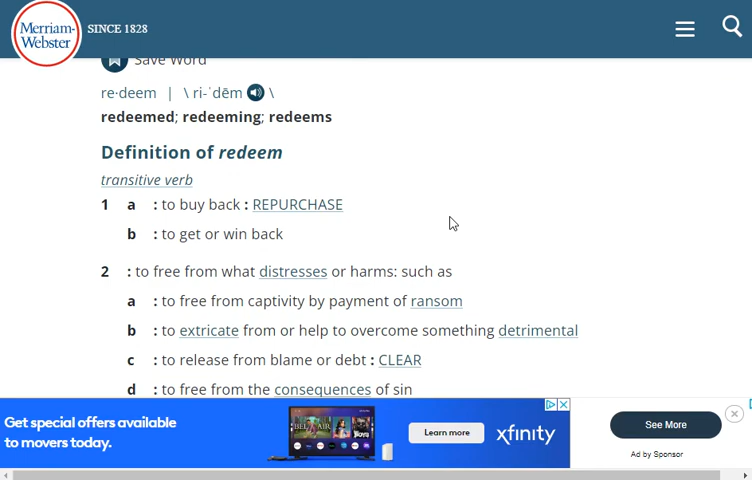 Merriam-
Webster
SINCE 1828
Save Word
re·deem | \ ri-ˈdēm \
redeemed; redeeming; redeems
Definition of redeem
transitive verb
1 a : to buy back : REPURCHASE
b : to get or win back
2 : to free from what distresses or harms: such as
a : to free from captivity by payment of ransom
b : to extricate from or help to overcome something detrimental
c : to release from blame or debt : CLEAR
d : to free from the consequences of sin
Get special offers available
to movers today.
BEL-AIR
Learn more
xfinity
See More
Ad by Sponsor